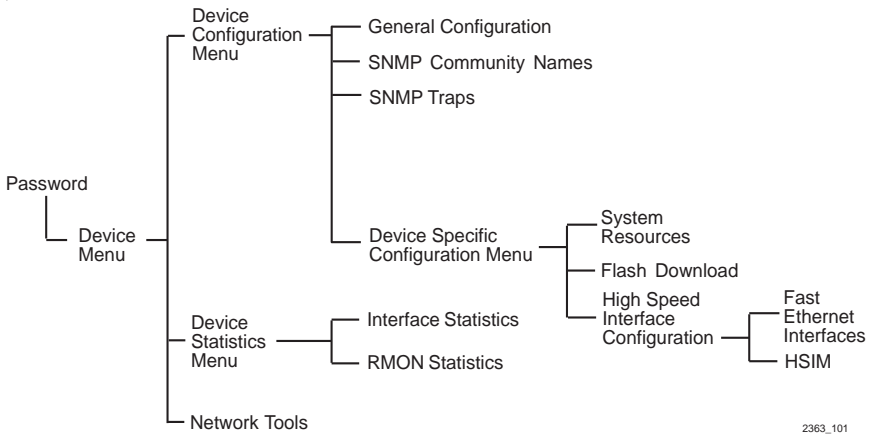 Device
Configuration
Menu
General Configuration
SNMP Community Names
SNMP Traps
Password
Device
Menu
Device Specific
Configuration Menu
System
Resources
Flash Download
High Speed
Interface
Configuration
Fast
Ethernet
Interfaces
HSIM
Device
Statistics
Menu
Interface Statistics
RMON Statistics
Network Tools
2363_101